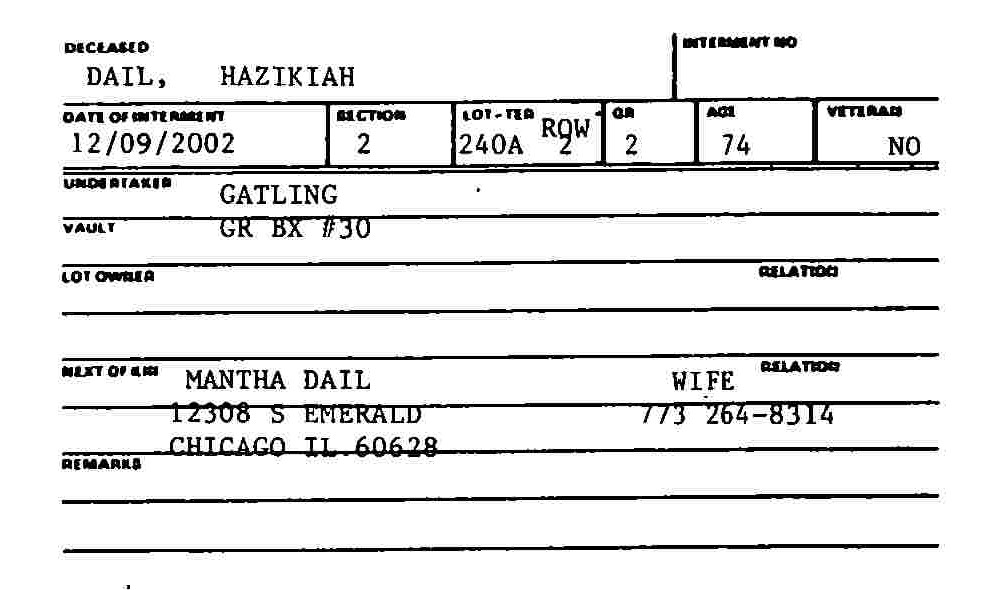 DECEASED INTERMENT NO
DAIL, HAZIKIAH
DATE OF INTERMENT SECTION LOT-TER GR AGE VETERAN
12/09/2002 2 240A ROW 2 2 74 NO
UNDERTAKER GATLING
VAULT GR BX #30
LOT OWNER RELATION
NEXT OF KIN MANTHA DAIL WIFE RELATION
12308 S EMERALD 773 264-8314
CHICAGO IL 60628
REMARKS